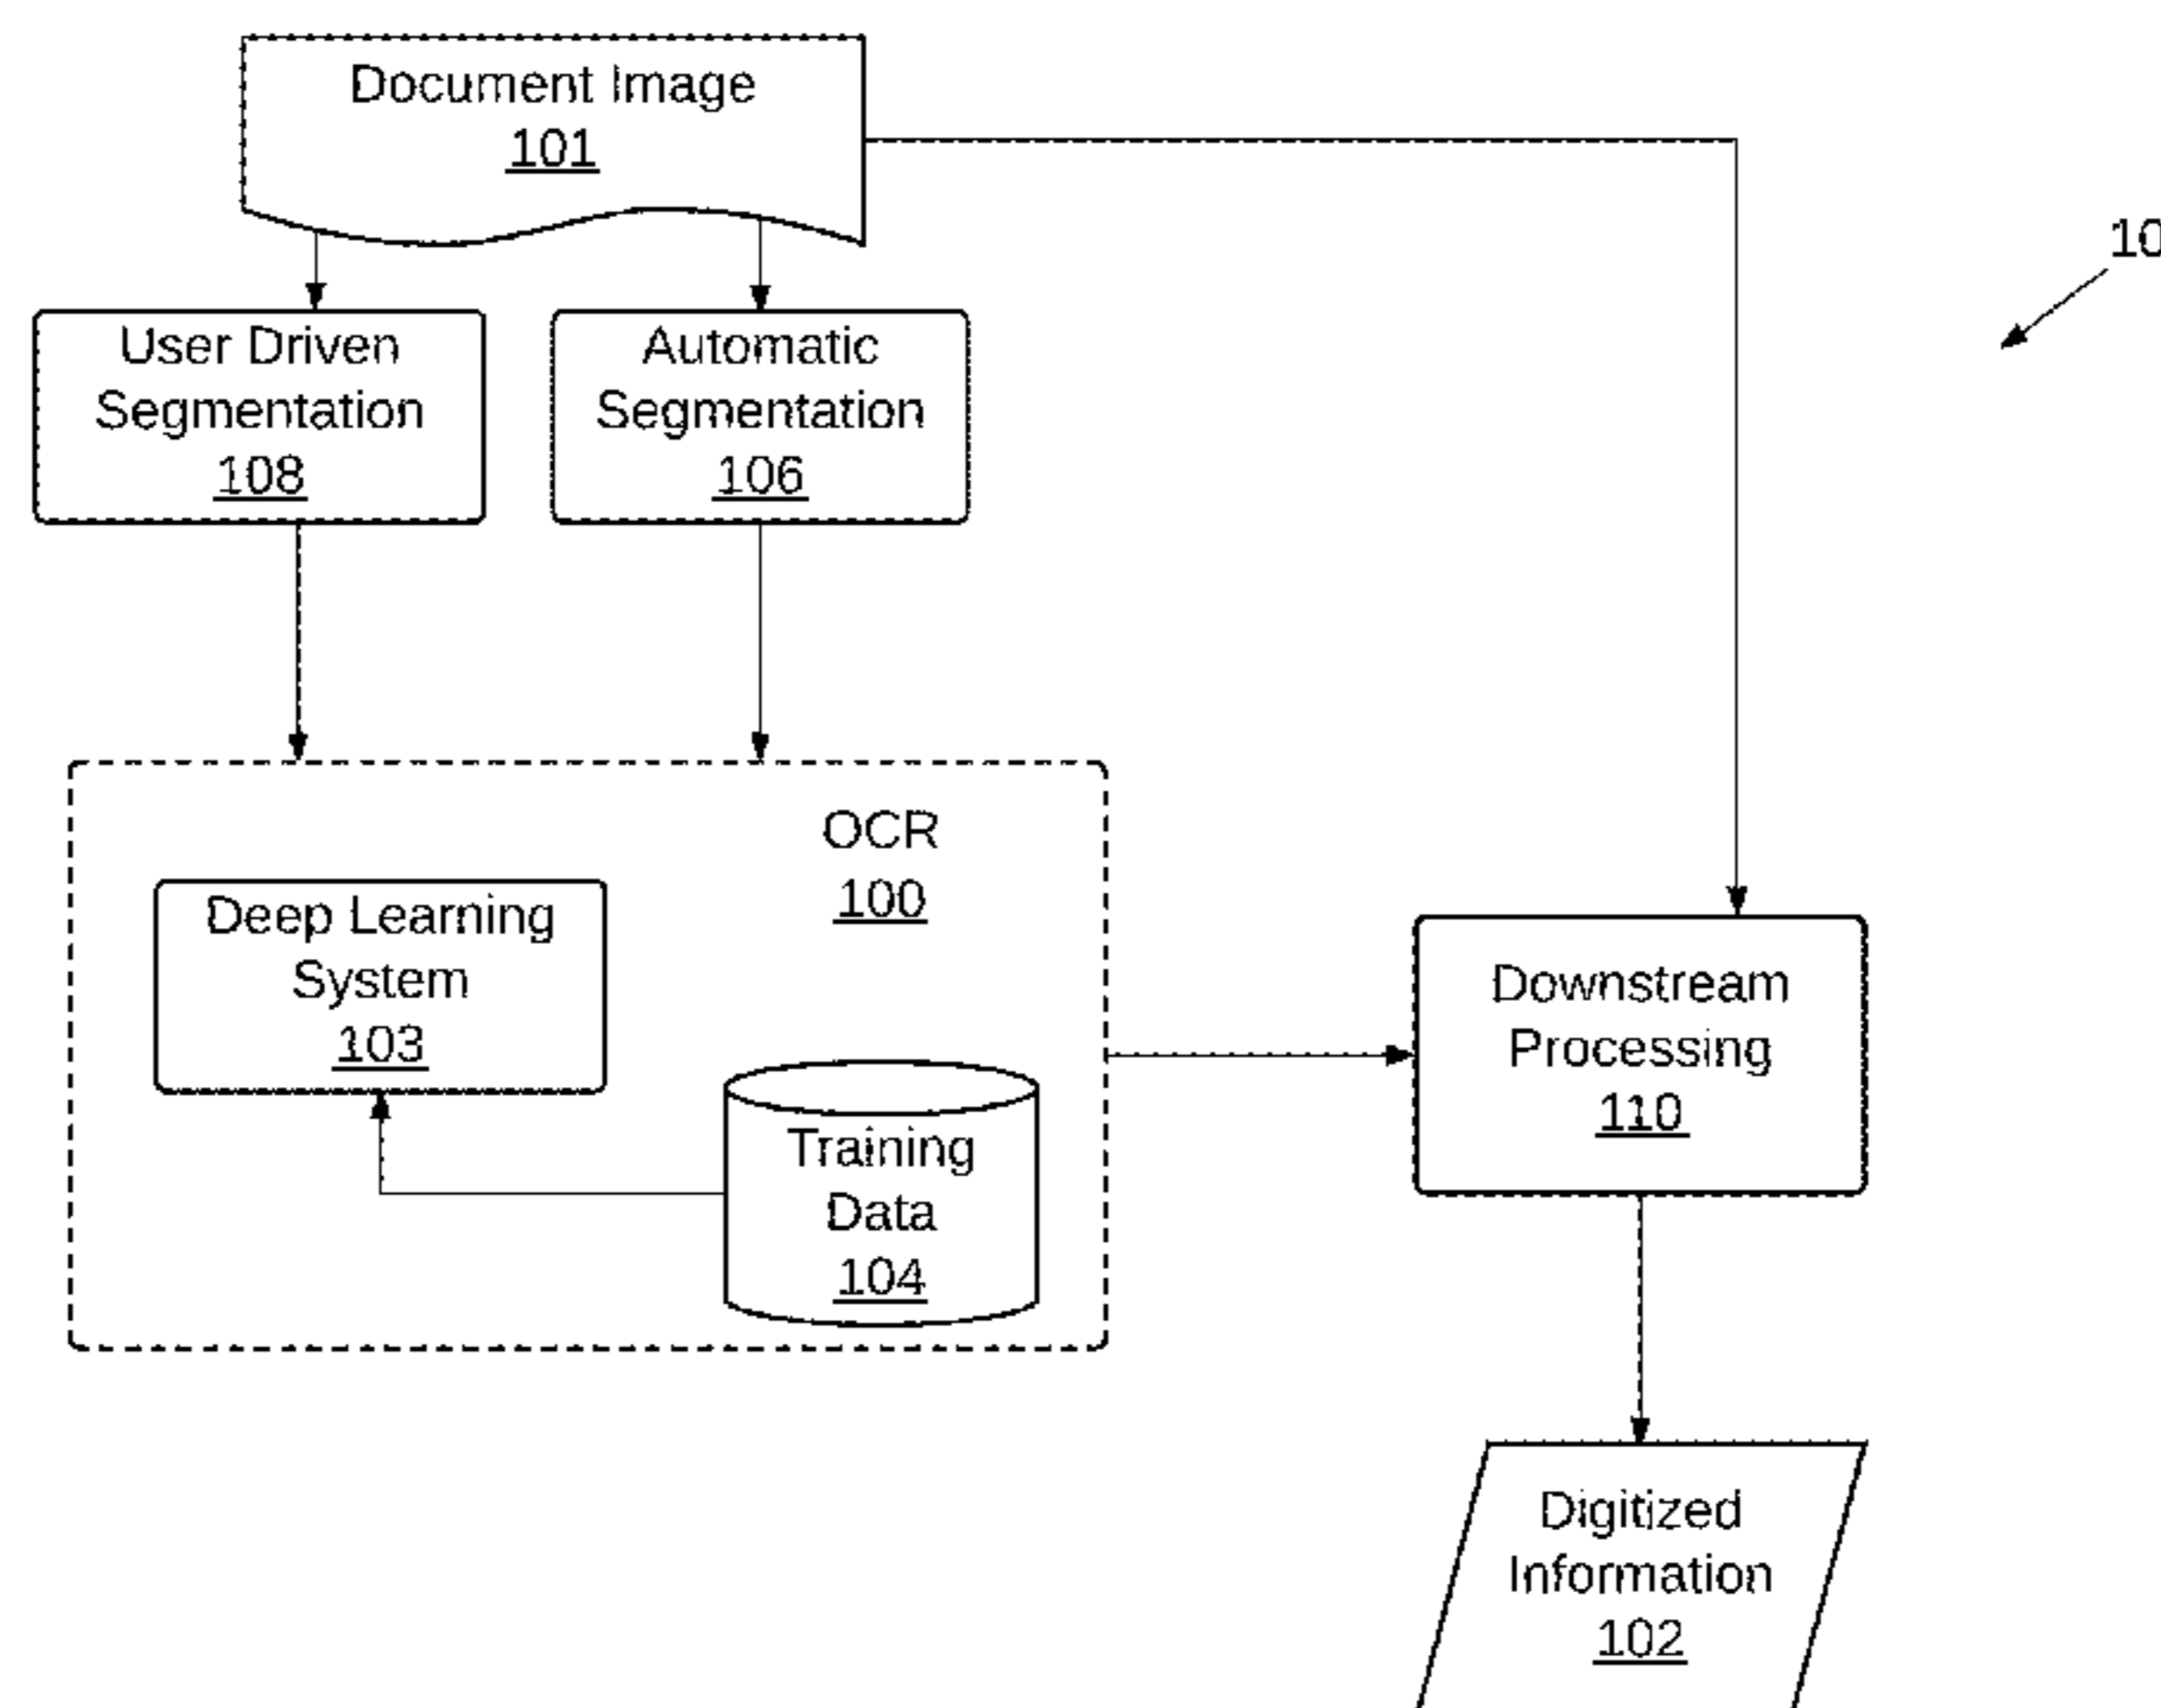 Document Image
101
10
User Driven
Segmentation
108
Automatic
Segmentation
106
OCR
100
Deep Learning
System
103
Training
Data
104
Downstream
Processing
110
Digitized
Information
102